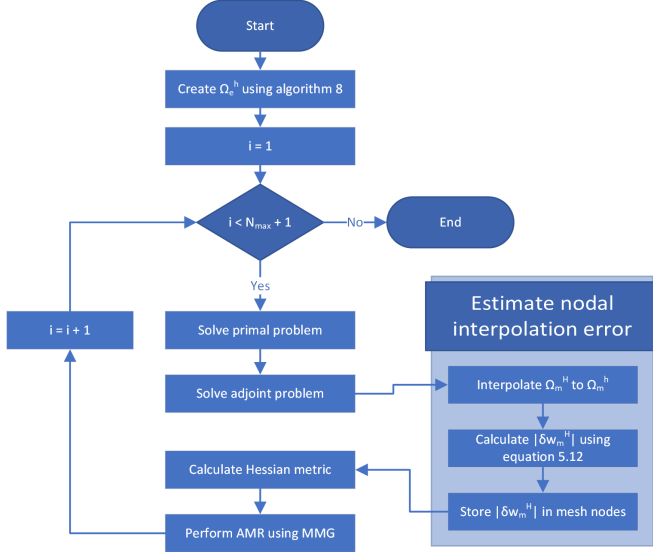 Start
Create Ωₑʰ using algorithm 8
i = 1
i < Nₘₐₓ + 1
No
End
Yes
Solve primal problem
Solve adjoint problem
i = i + 1
Estimate nodal
interpolation error
Interpolate Ωₘᴴ to Ωₘʰ
Calculate |δwₘᴴ| using
equation 5.12
Store |δwₘᴴ| in mesh nodes
Calculate Hessian metric
Perform AMR using MMG